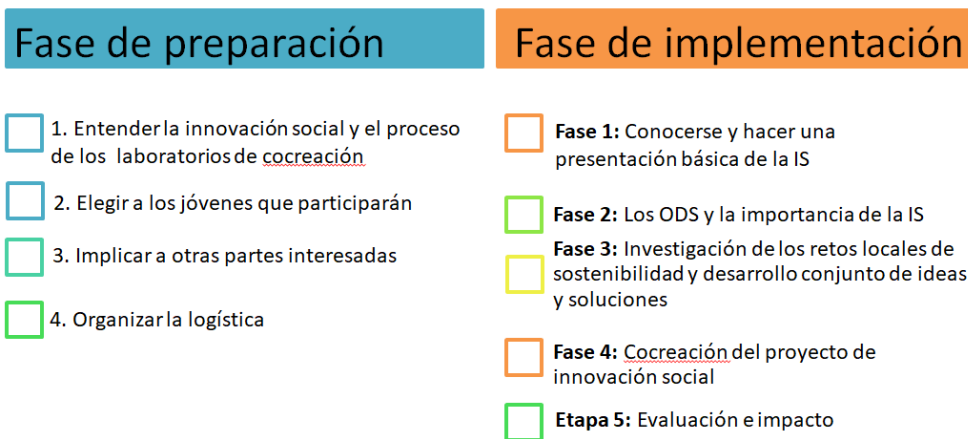 Fase de preparación
1. Entender la innovación social y el proceso
de los laboratorios de cocreación
2. Elegir a los jóvenes que participarán
3. Implicar a otras partes interesadas
4. Organizar la logística
Fase de implementación
Fase 1: Conocerse y hacer una
presentación básica de la IS
Fase 2: Los ODS y la importancia de la IS
Fase 3: Investigación de los retos locales de
sostenibilidad y desarrollo conjunto de ideas
y soluciones
Fase 4: Cocreación del proyecto de
innovación social
Etapa 5: Evaluación e impacto